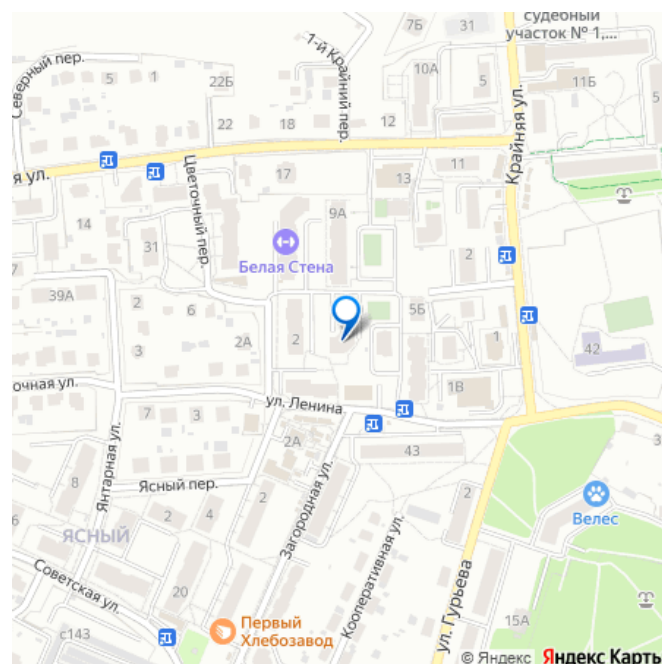 судебный
участок № 1,...
7Б
31
1-й Крайний пер.
Северный пер.
5
1
22Б
10А
5
11Б
5
Крайняя ул.
22
18
12
я ул.
17
13
11
Цветочный пер.
14
31
9А
Белая Стена
2
39А
6
2А
3
2
5Б
1
42
очная ул.
1В
ул. Ленина
7
3
2А
43
Янтарная ул.
8
Ясный пер.
Загородная ул.
2
3
Велес
6
2
4
2
ЯСНЫЙ
Кооперативная ул.
ул. Гурьева
Советская ул.
20
15А
с143
Первый
Хлебозавод
© Яндекс Яндекс Карть